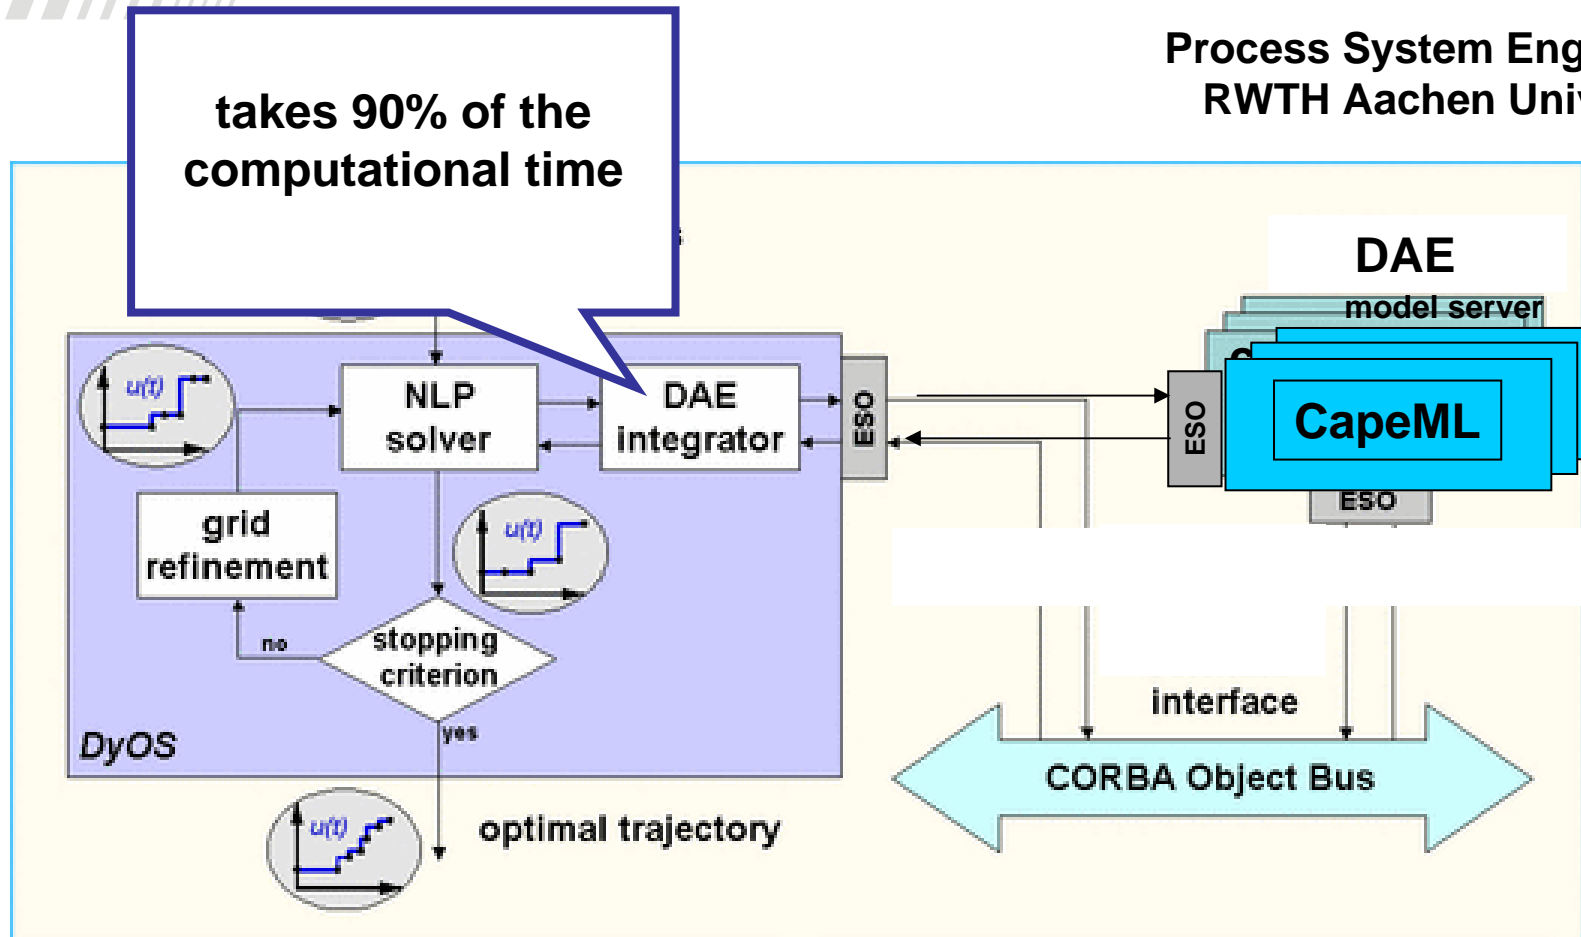 Process System Eng
RWTH Aachen Univ
takes 90% of the
computational time
DAE
model server
u(t)
NLP
solver
DAE
integrator
ESO
ESO
CapeML
ESO
grid
refinement
u(t)
no
stopping
criterion
yes
DyOS
interface
CORBA Object Bus
u(t)
optimal trajectory